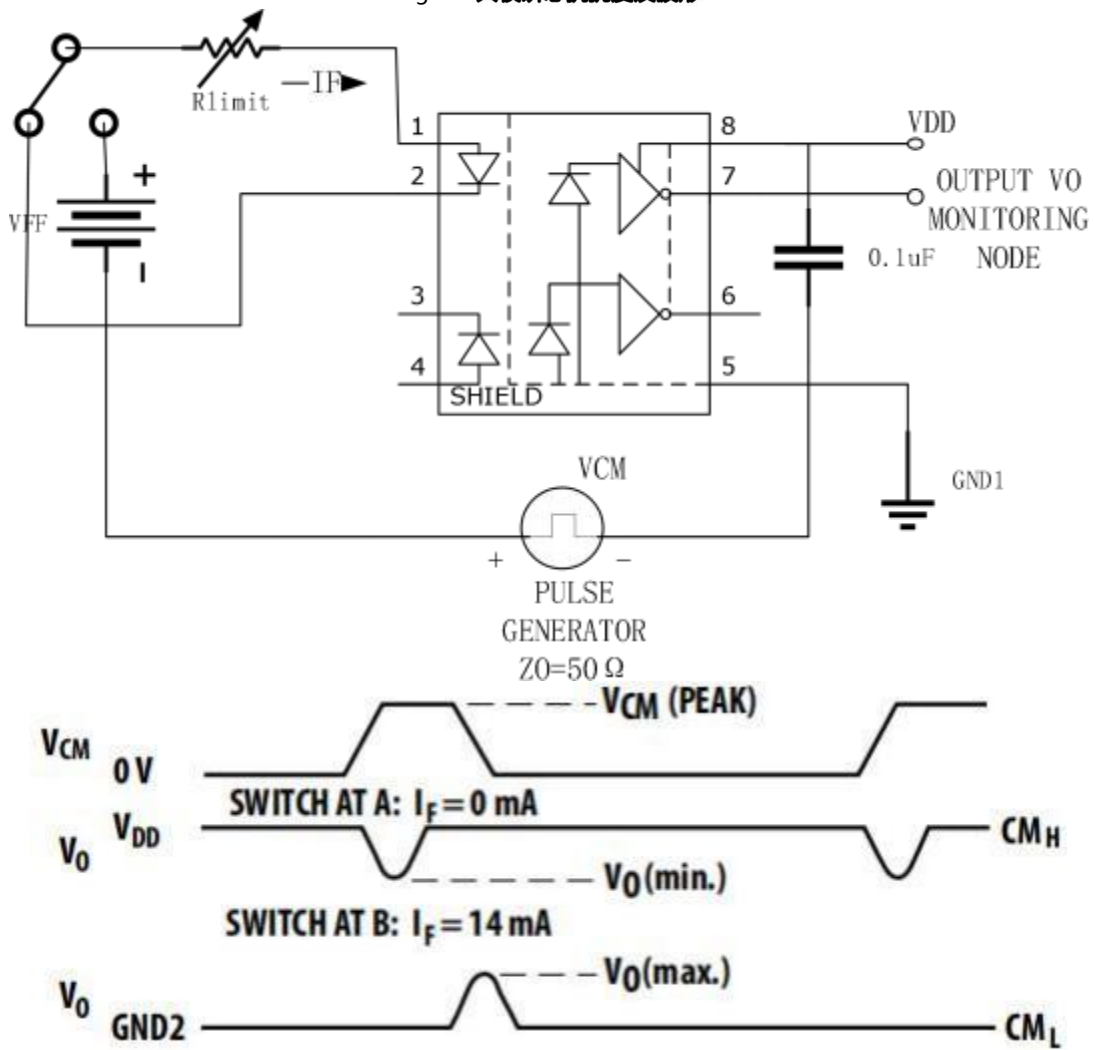 Rlimit
IF
1
8
VDD
2
7
OUTPUT VO
MONITORING
NODE
VFF
+
0.1uF
3
6
4
5
SHIELD
VCM
GND1
+
−
PULSE
GENERATOR
ZO=50 Ω
VCM (PEAK)
VCM
0 V
SWITCH AT A: IF = 0 mA
VDD
VO
CMH
VO(min.)
SWITCH AT B: IF = 14 mA
VO(max.)
VO
GND2
CML